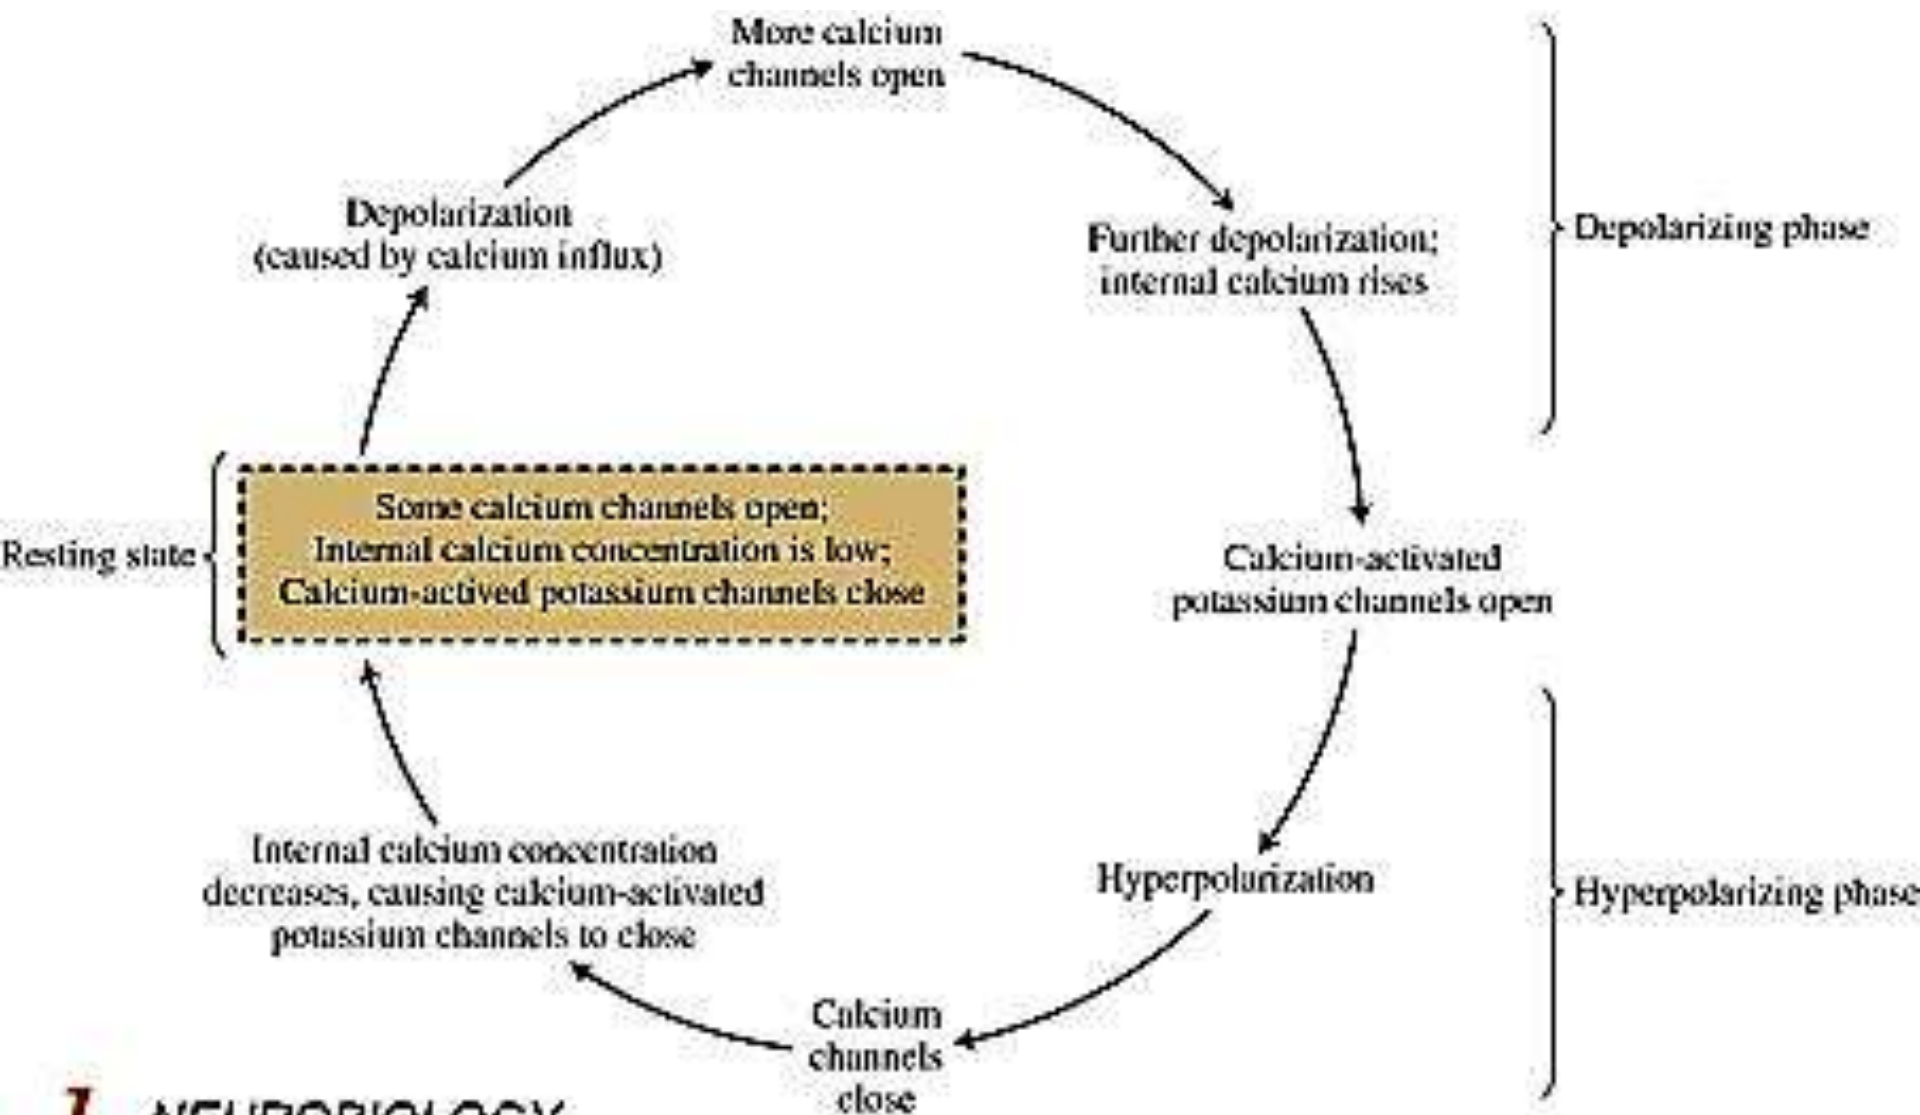 More calcium
channels open
Depolarization
(caused by calcium influx)
Further depolarization;
internal calcium rises
Depolarizing phase
Resting state
Some calcium channels open;
Internal calcium concentration is low;
Calcium-actived potassium channels close
Calcium-activated
potassium channels open
Internal calcium concentration
decreases, causing calcium-activated
potassium channels to close
Hyperpolarization
Hyperpolarizing phase
Calcium
channels
close
NEUROBIOLOGY